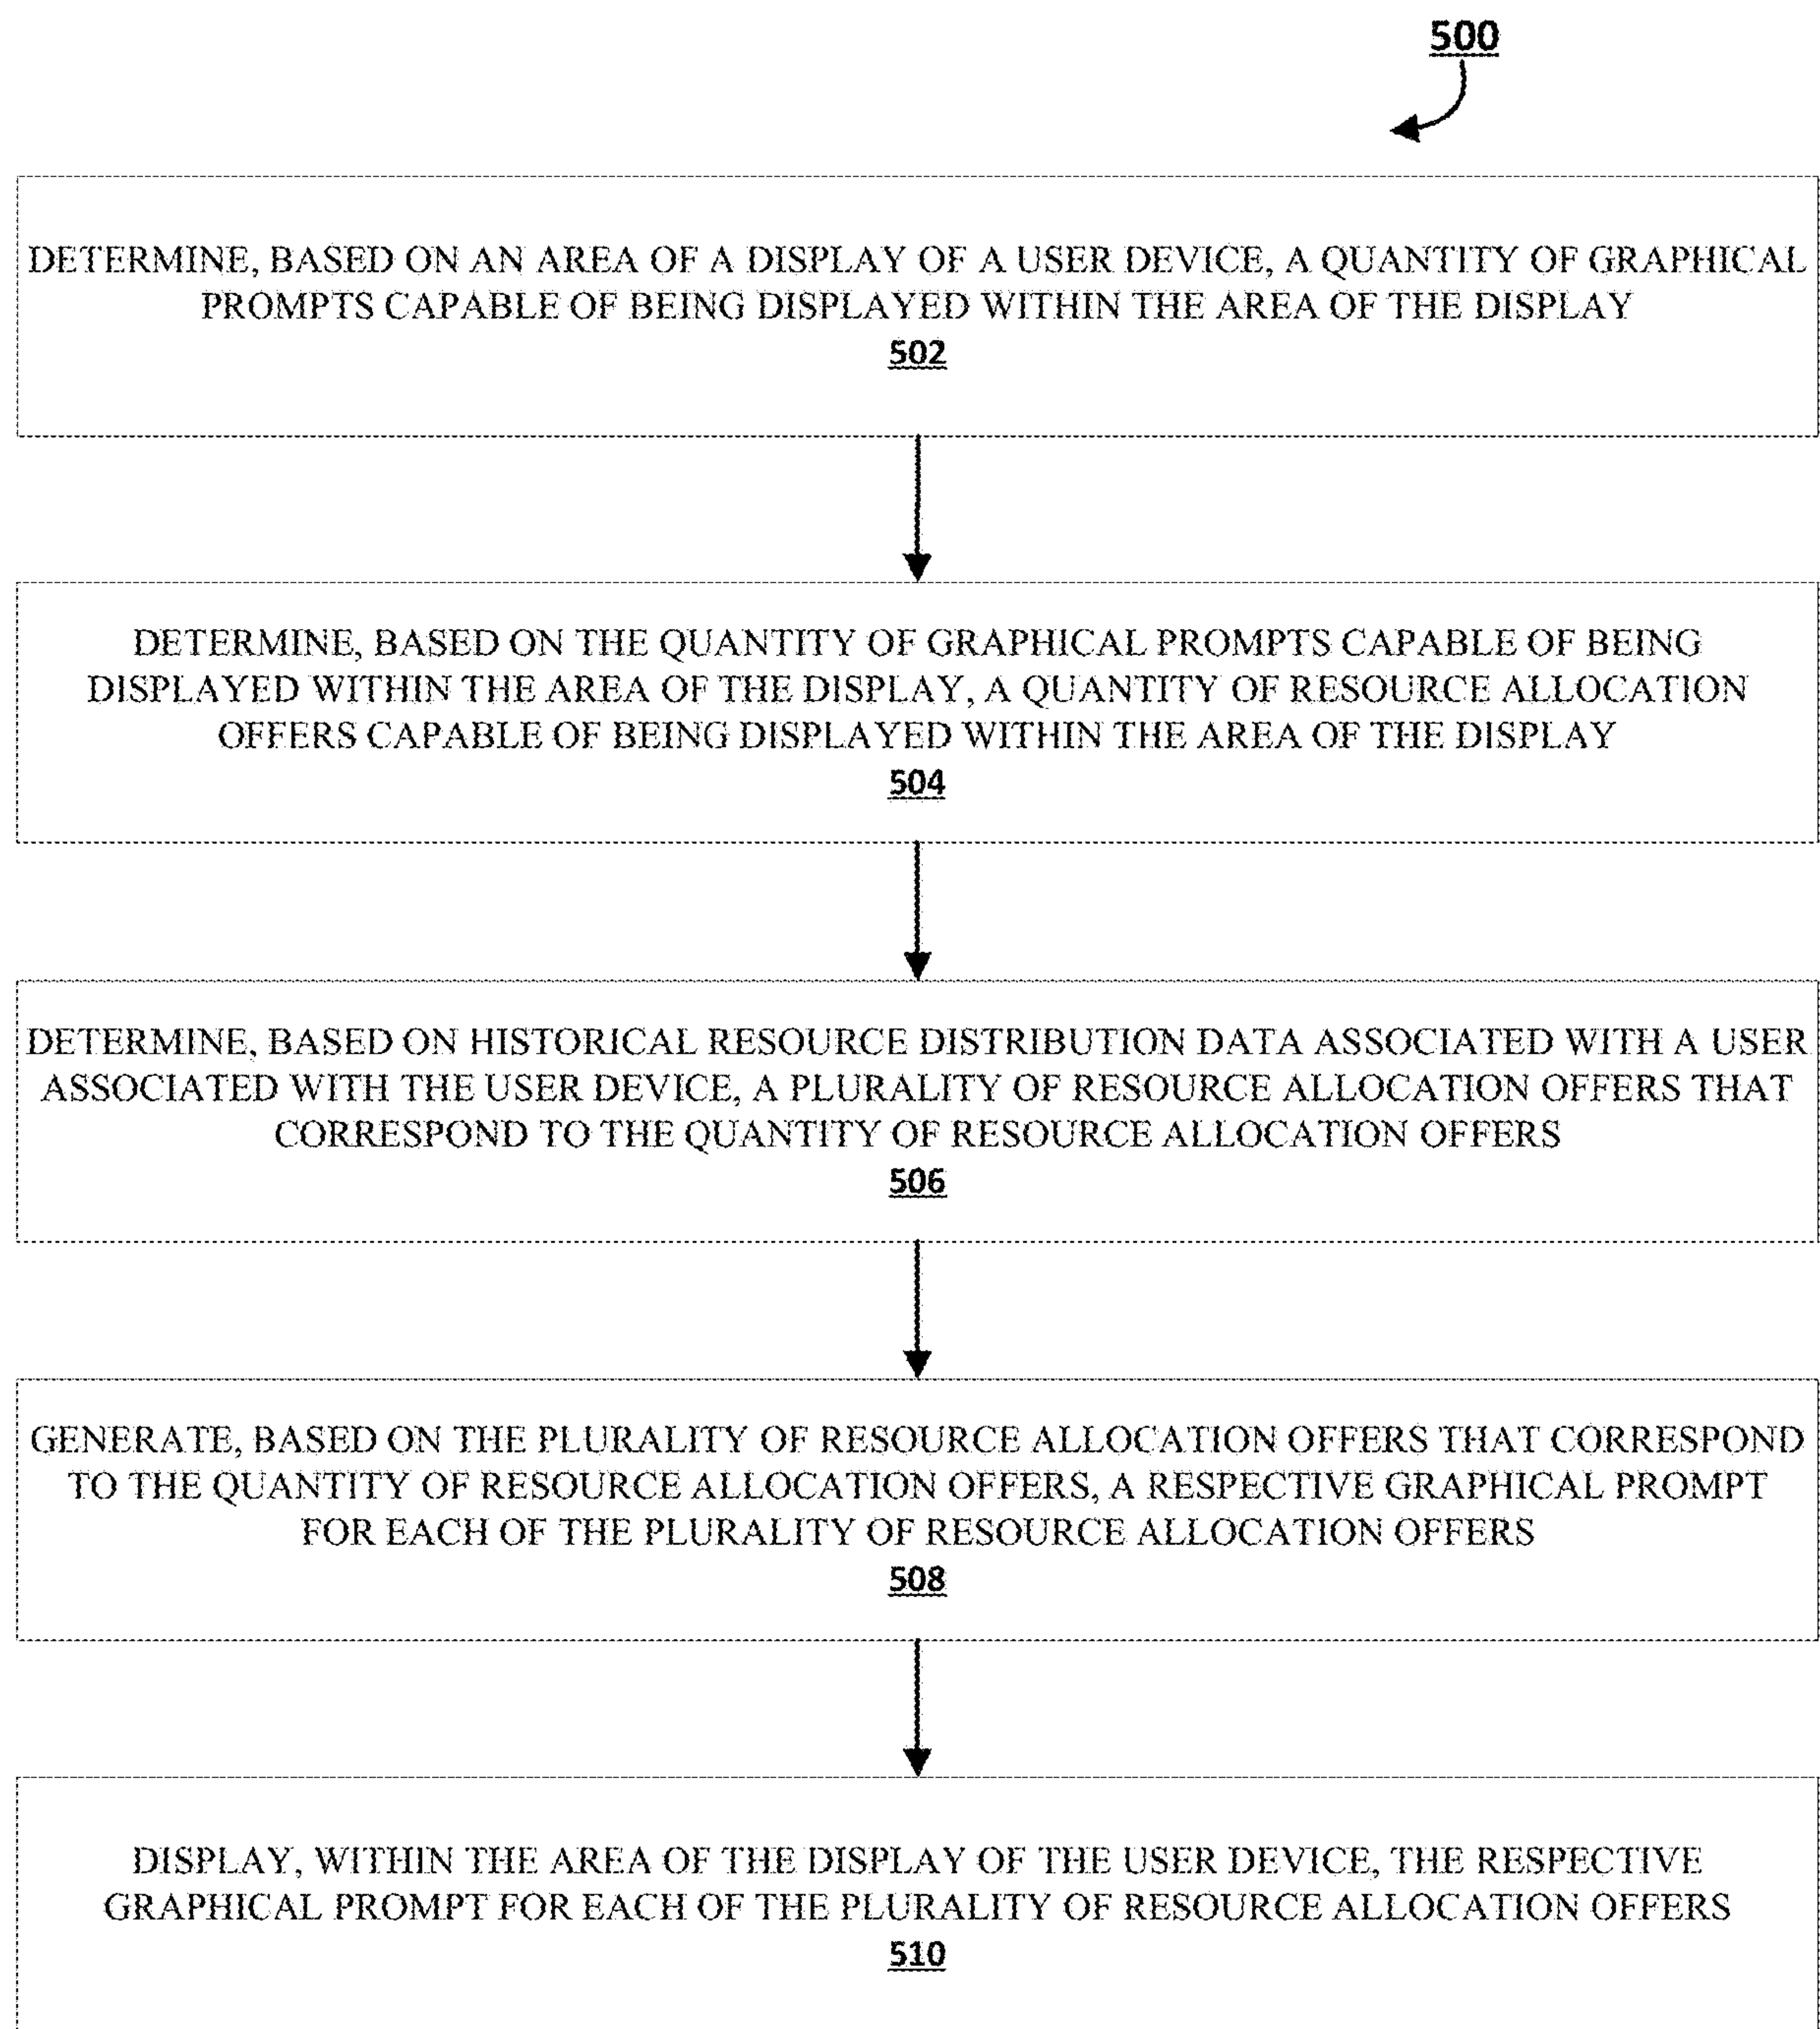 500
DETERMINE, BASED ON AN AREA OF A DISPLAY OF A USER DEVICE, A QUANTITY OF GRAPHICAL
PROMPTS CAPABLE OF BEING DISPLAYED WITHIN THE AREA OF THE DISPLAY
502
DETERMINE, BASED ON THE QUANTITY OF GRAPHICAL PROMPTS CAPABLE OF BEING
DISPLAYED WITHIN THE AREA OF THE DISPLAY, A QUANTITY OF RESOURCE ALLOCATION
OFFERS CAPABLE OF BEING DISPLAYED WITHIN THE AREA OF THE DISPLAY
504
DETERMINE, BASED ON HISTORICAL RESOURCE DISTRIBUTION DATA ASSOCIATED WITH A USER
ASSOCIATED WITH THE USER DEVICE, A PLURALITY OF RESOURCE ALLOCATION OFFERS THAT
CORRESPOND TO THE QUANTITY OF RESOURCE ALLOCATION OFFERS
506
GENERATE, BASED ON THE PLURALITY OF RESOURCE ALLOCATION OFFERS THAT CORRESPOND
TO THE QUANTITY OF RESOURCE ALLOCATION OFFERS, A RESPECTIVE GRAPHICAL PROMPT
FOR EACH OF THE PLURALITY OF RESOURCE ALLOCATION OFFERS
508
DISPLAY, WITHIN THE AREA OF THE DISPLAY OF THE USER DEVICE, THE RESPECTIVE
GRAPHICAL PROMPT FOR EACH OF THE PLURALITY OF RESOURCE ALLOCATION OFFERS
510